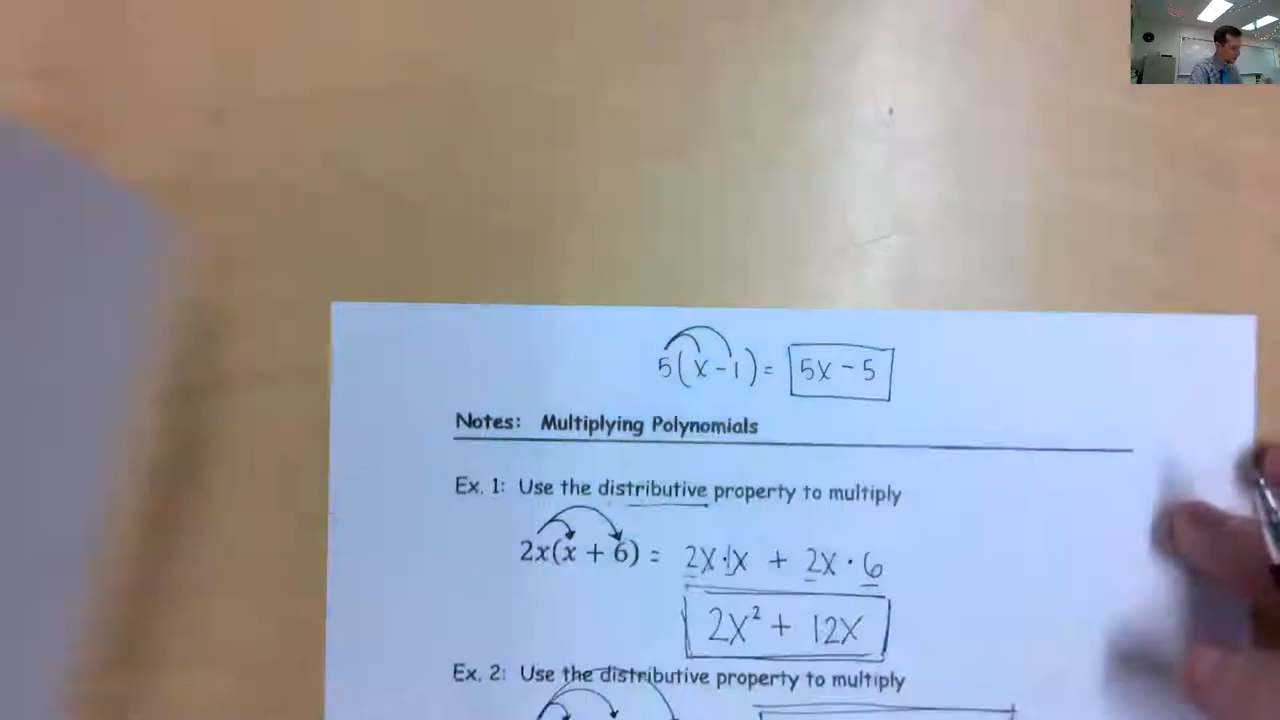 5(x-1)= 5x-5
Notes: Multiplying Polynomials
Ex. 1: Use the distributive property to multiply
2x(x + 6) = 2x·1x + 2x·6
2x² + 12x
Ex. 2: Use the distributive property to multiply